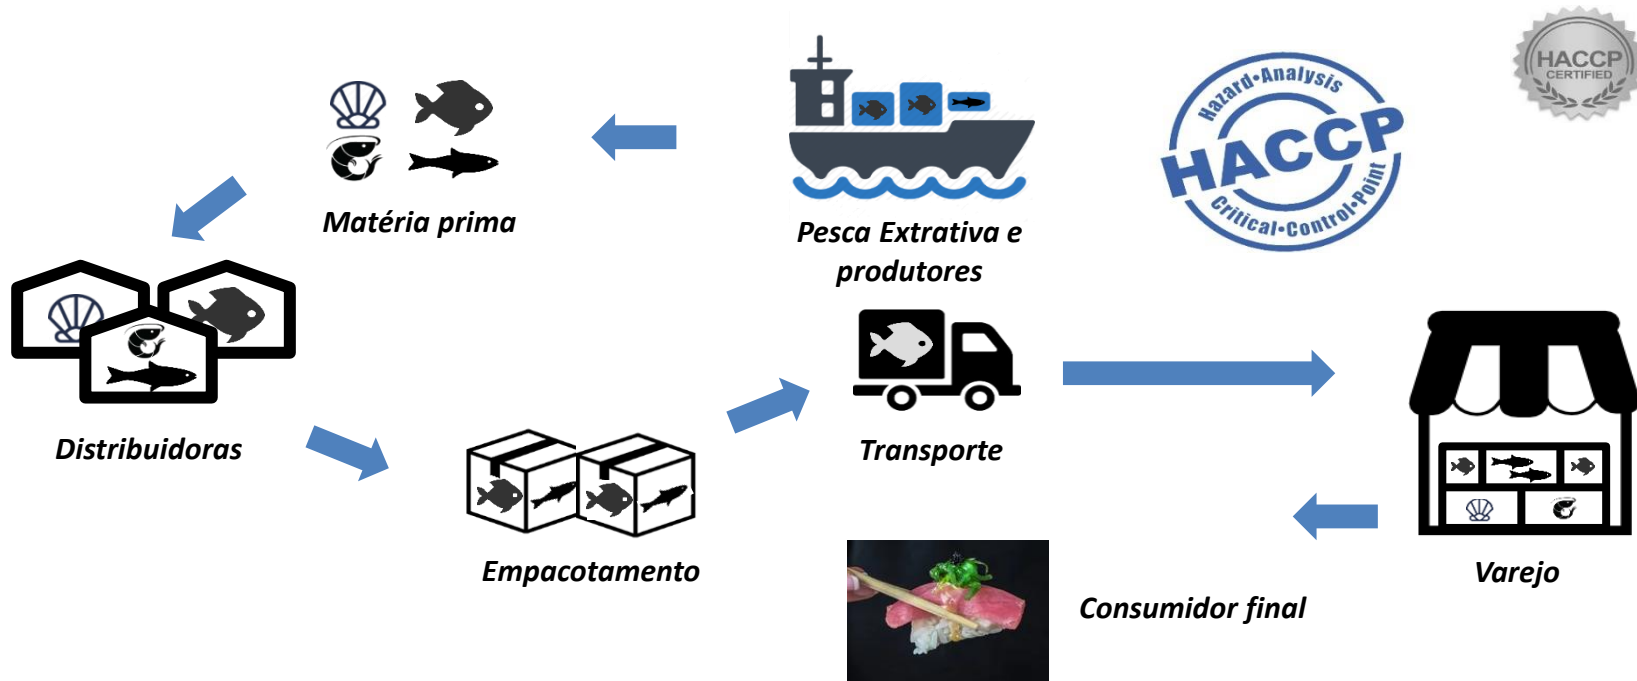 HACCP
CERTIFIED
Hazard•Analysis
HACCP
Critical•Control•Point
Matéria prima
Pesca Extrativa e
produtores
Distribuidoras
Transporte
Empacotamento
Varejo
Consumidor final